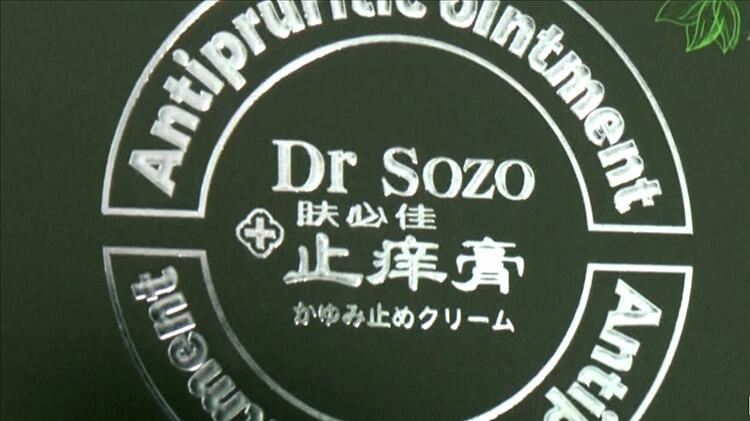 Antipruritic Ointment
Dr Sozo
肤必佳
止痒膏
かゆみ止めクリーム